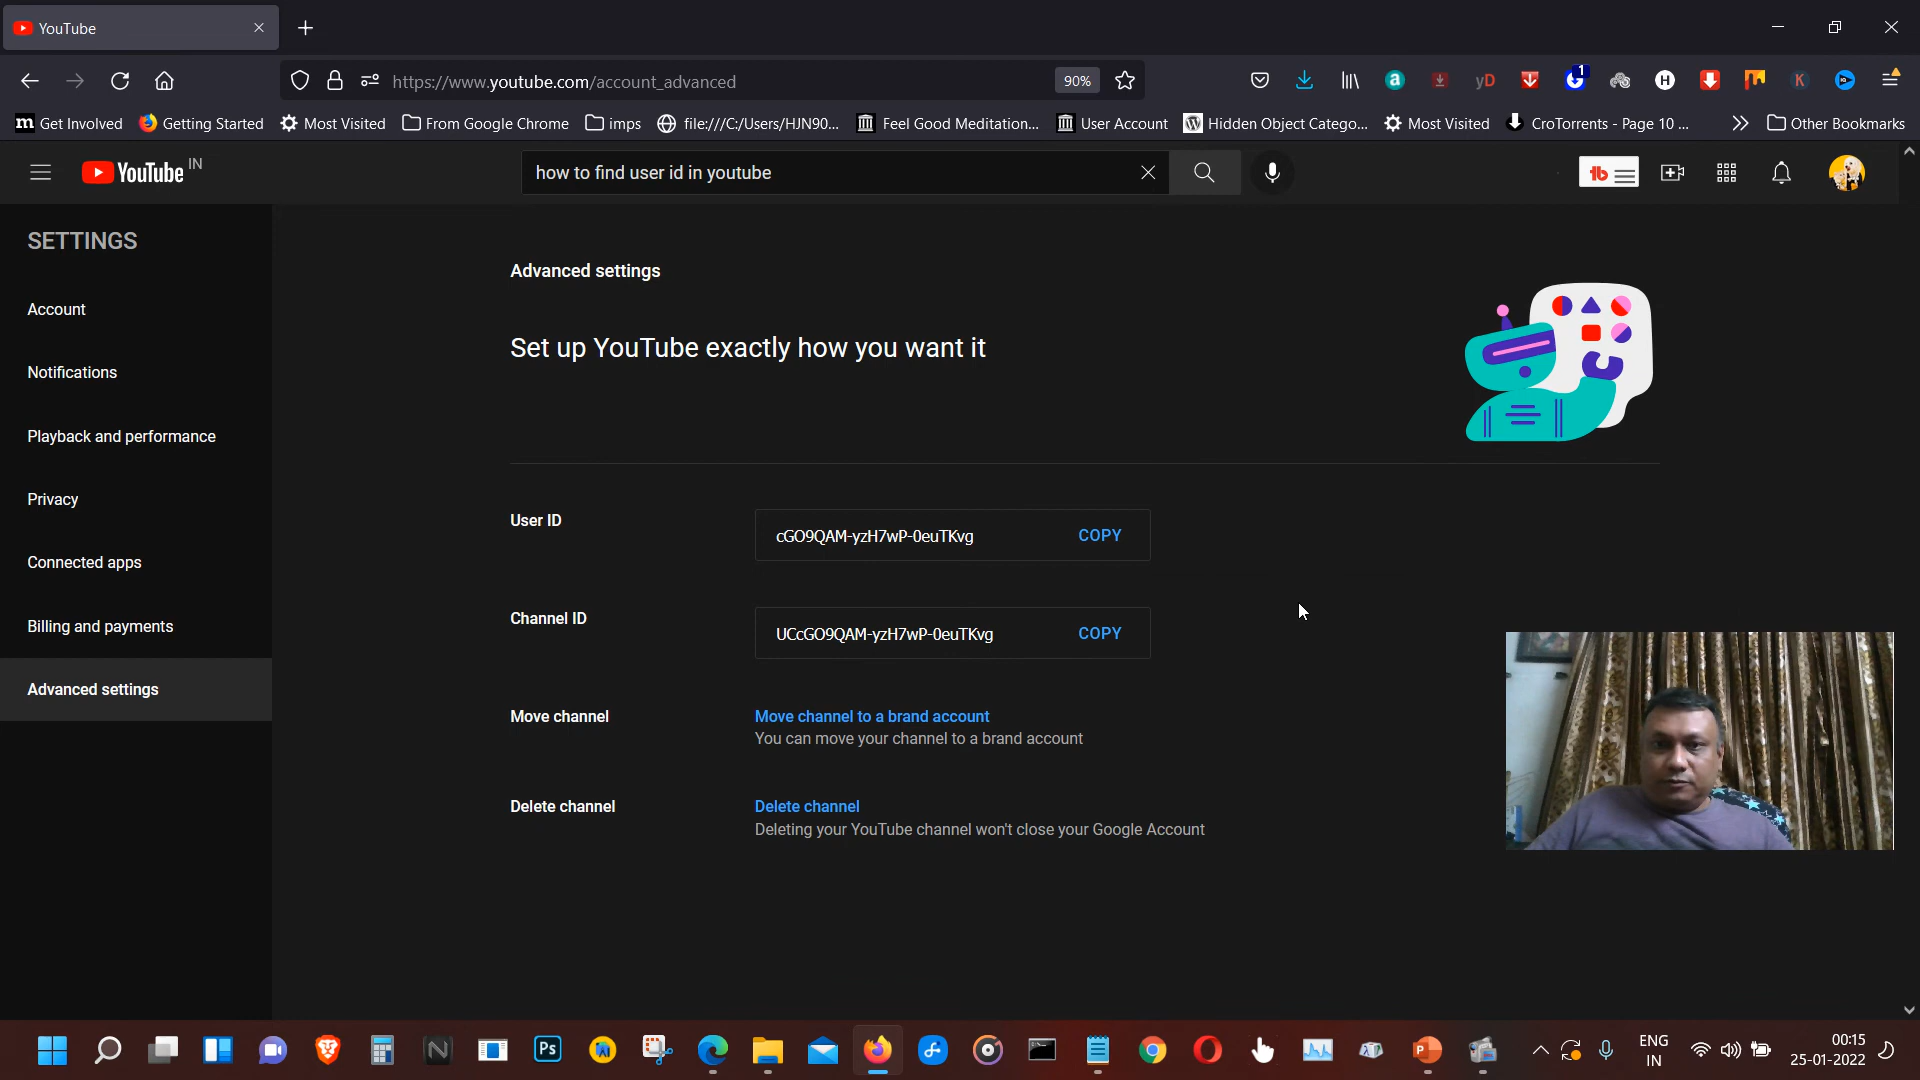 YouTube
https://www.youtube.com/account_advanced
90%
yD
1
H
K
Get Involved
Getting Started
Most Visited
From Google Chrome
imps
file:///C:/Users/HJN90...
Feel Good Meditation...
User Account
Hidden Object Catego...
Most Visited
CroTorrents - Page 10 ...
Other Bookmarks
YouTube IN
how to find user id in youtube
tb
SETTINGS
Account
Notifications
Playback and performance
Privacy
Connected apps
Billing and payments
Advanced settings
Advanced settings
Set up YouTube exactly how you want it
User ID
cGO9QAM-yzH7wP-0euTKvg
COPY
Channel ID
UCcGO9QAM-yzH7wP-0euTKvg
COPY
Move channel
Move channel to a brand account
You can move your channel to a brand account
Delete channel
Delete channel
Deleting your YouTube channel won't close your Google Account
Ps
ENG
IN
00:15
25-01-2022